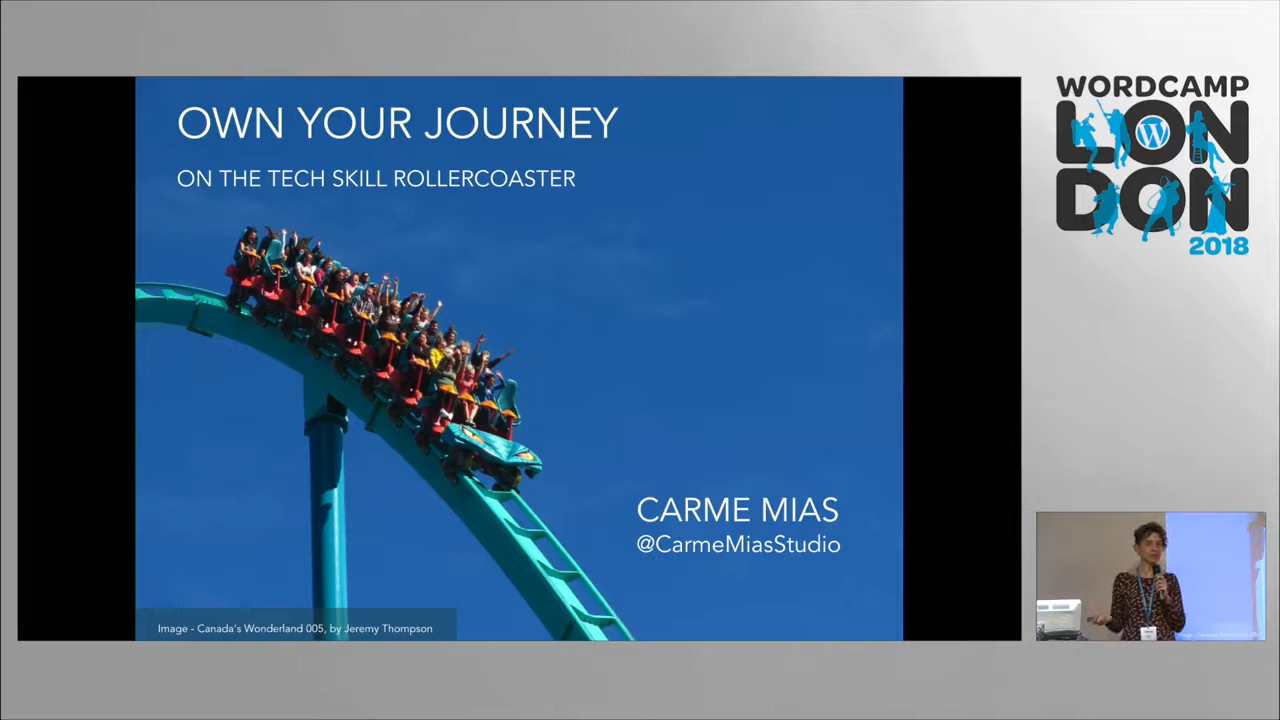 OWN YOUR JOURNEY
ON THE TECH SKILL ROLLERCOASTER
CARME MIAS
@CarmeMiasStudio
Image - Canada's Wonderland 005, by Jeremy Thompson
WORDCAMP
LON
DON
2018